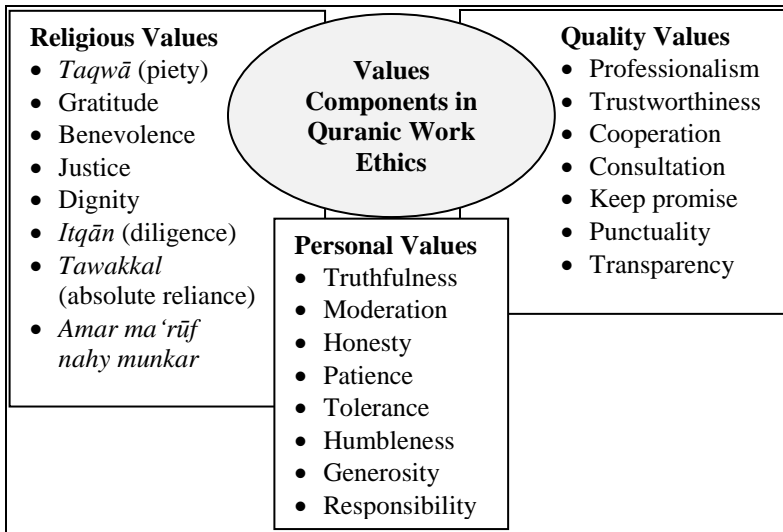 Religious Values
• Taqwā (piety)
• Gratitude
• Benevolence
• Justice
• Dignity
• Itqān (diligence)
• Tawakkal
(absolute reliance)
• Amar ma‘rūf
nahy munkar
Values
Components in
Quranic Work
Ethics
Quality Values
• Professionalism
• Trustworthiness
• Cooperation
• Consultation
• Keep promise
• Punctuality
• Transparency
Personal Values
• Truthfulness
• Moderation
• Honesty
• Patience
• Tolerance
• Humbleness
• Generosity
• Responsibility